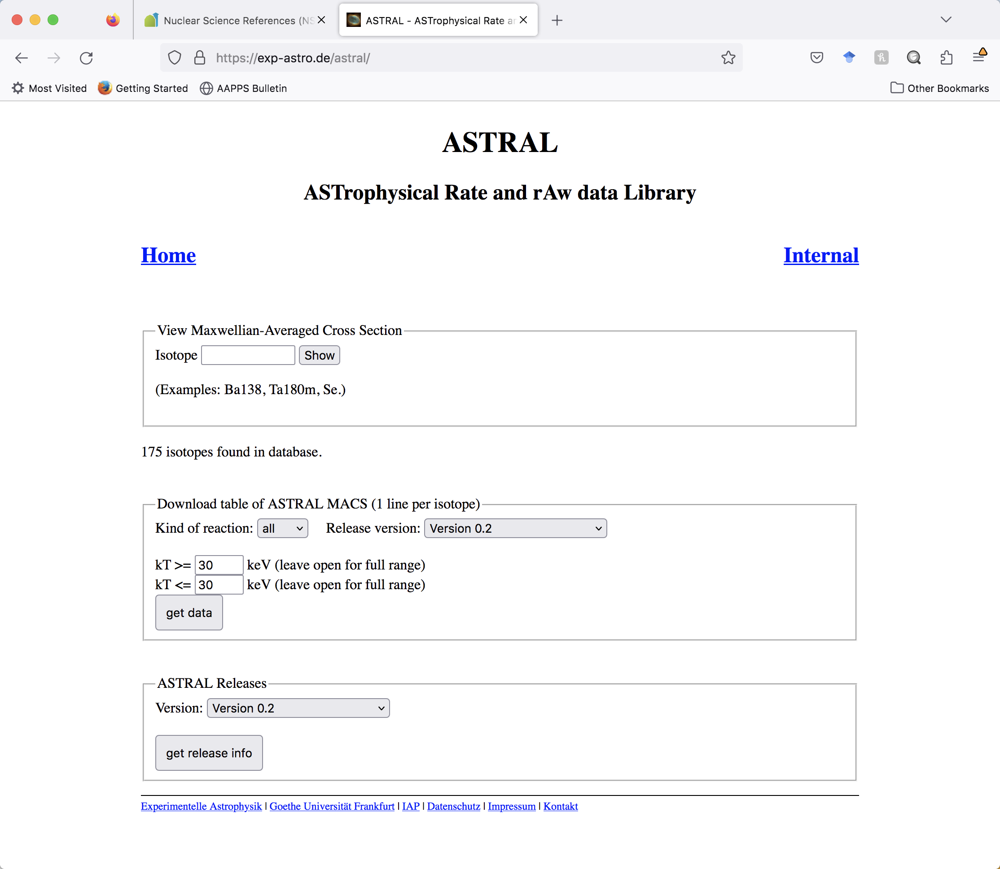 Nuclear Science References (NS
ASTRAL - ASTrophysical Rate ar
https://exp-astro.de/astral/
Most Visited Getting Started AAPPS Bulletin Other Bookmarks
ASTRAL
ASTrophysical Rate and rAw data Library
Home Internal
View Maxwellian-Averaged Cross Section
Isotope Show
(Examples: Ba138, Ta180m, Se.)
175 isotopes found in database.
Download table of ASTRAL MACS (1 line per isotope)
Kind of reaction: all Release version: Version 0.2
kT >= 30 keV (leave open for full range)
kT <= 30 keV (leave open for full range)
get data
ASTRAL Releases
Version: Version 0.2
get release info
Experimentelle Astrophysik | Goethe Universität Frankfurt | IAP | Datenschutz | Impressum | Kontakt